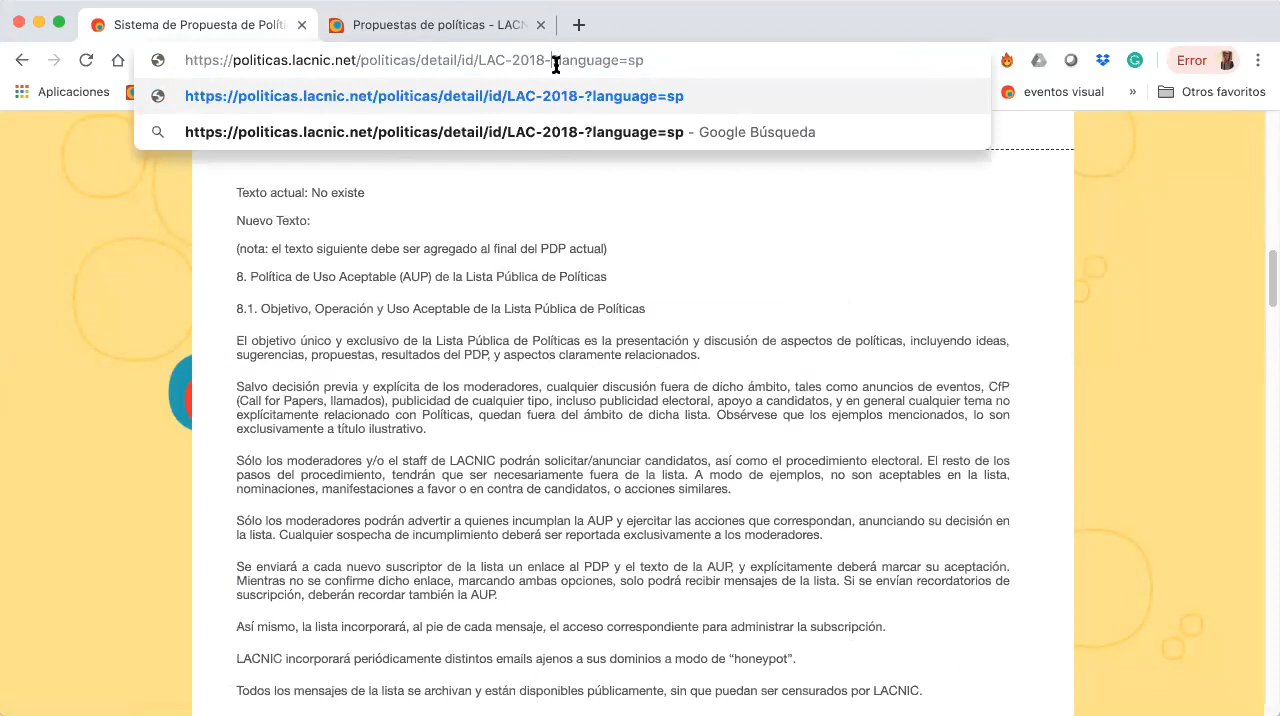 Sistema de Propuesta de Políti
Propuestas de políticas - LACN
https://politicas.lacnic.net/politicas/detail/id/LAC-2018-?language=sp
Error
https://politicas.lacnic.net/politicas/detail/id/LAC-2018-?language=sp
Aplicaciones
eventos visual
»
Otros favoritos
https://politicas.lacnic.net/politicas/detail/id/LAC-2018-?language=sp - Google Búsqueda
Texto actual: No existe
Nuevo Texto:
(nota: el texto siguiente debe ser agregado al final del PDP actual)
8. Política de Uso Aceptable (AUP) de la Lista Pública de Políticas
8.1. Objetivo, Operación y Uso Aceptable de la Lista Pública de Políticas
El objetivo único y exclusivo de la Lista Pública de Políticas es la presentación y discusión de aspectos de políticas, incluyendo ideas,
sugerencias, propuestas, resultados del PDP, y aspectos claramente relacionados.
Salvo decisión previa y explícita de los moderadores, cualquier discusión fuera de dicho ámbito, tales como anuncios de eventos, CfP
(Call for Papers, llamados), publicidad de cualquier tipo, incluso publicidad electoral, apoyo a candidatos, y en general cualquier tema no
explícitamente relacionado con Políticas, quedan fuera del ámbito de dicha lista. Obsérvese que los ejemplos mencionados, lo son
exclusivamente a título ilustrativo.
Sólo los moderadores y/o el staff de LACNIC podrán solicitar/anunciar candidatos, así como el procedimiento electoral. El resto de los
pasos del procedimiento, tendrán que ser necesariamente fuera de la lista. A modo de ejemplos, no son aceptables en la lista,
nominaciones, manifestaciones a favor o en contra de candidatos, o acciones similares.
Sólo los moderadores podrán advertir a quienes incumplan la AUP y ejercitar las acciones que correspondan, anunciando su decisión en
la lista. Cualquier sospecha de incumplimiento deberá ser reportada exclusivamente a los moderadores.
Se enviará a cada nuevo suscriptor de la lista un enlace al PDP y el texto de la AUP, y explícitamente deberá marcar su aceptación.
Mientras no se confirme dicho enlace, marcando ambas opciones, solo podrá recibir mensajes de la lista. Si se envían recordatorios de
suscripción, deberán recordar también la AUP.
Así mismo, la lista incorporará, al pie de cada mensaje, el acceso correspondiente para administrar la subscripción.
LACNIC incorporará periódicamente distintos emails ajenos a sus dominios a modo de “honeypot”.
Todos los mensajes de la lista se archivan y están disponibles públicamente, sin que puedan ser censurados por LACNIC.